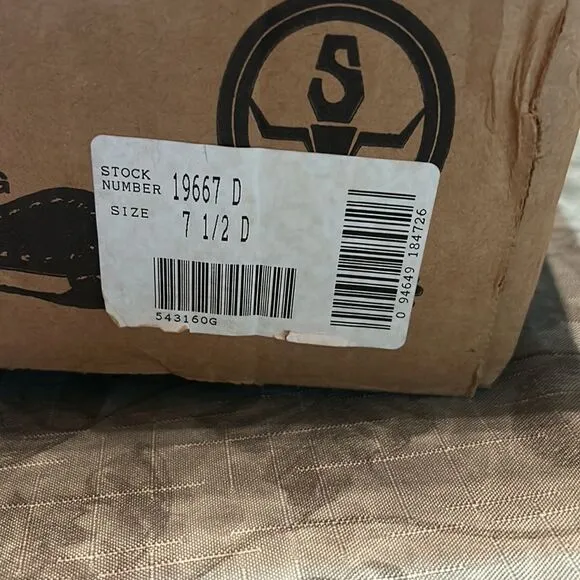 S
G
STOCK
NUMBER 19667 D
SIZE 7 1/2 D
543160G
0 94649 184726